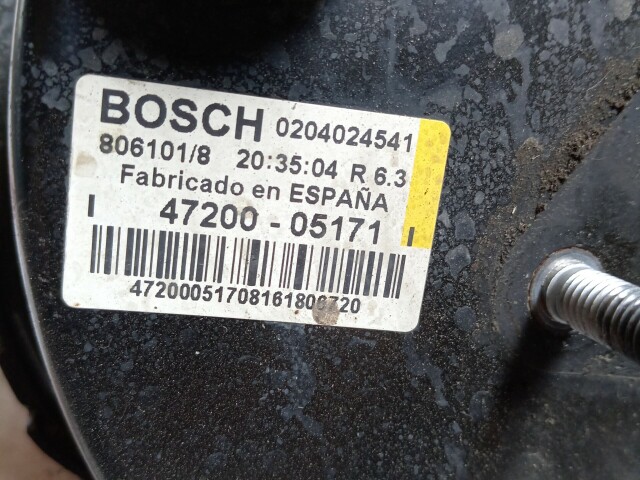 BOSCH 0204024541
806101/8 20:35:04 R 6.3
Fabricado en ESPAÑA
I 47200 - 05171 I